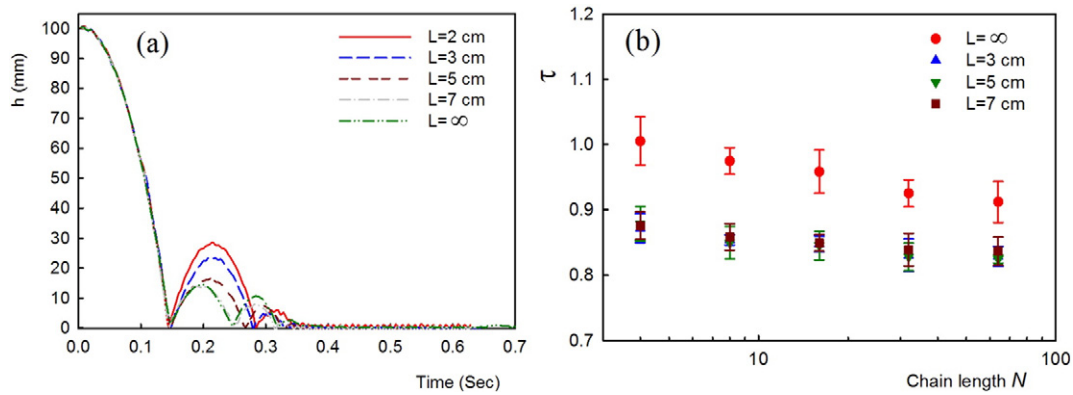 (a)
h (mm)
100
90
80
70
60
50
40
30
20
10
0
0.0 0.1 0.2 0.3 0.4 0.5 0.6 0.7
Time (Sec)
L=2 cm
L=3 cm
L=5 cm
L=7 cm
L= ∞
(b)
τ
1.2
1.1
1.0
0.9
0.8
0.7
10 100
Chain length N
L= ∞
L=3 cm
L=5 cm
L=7 cm